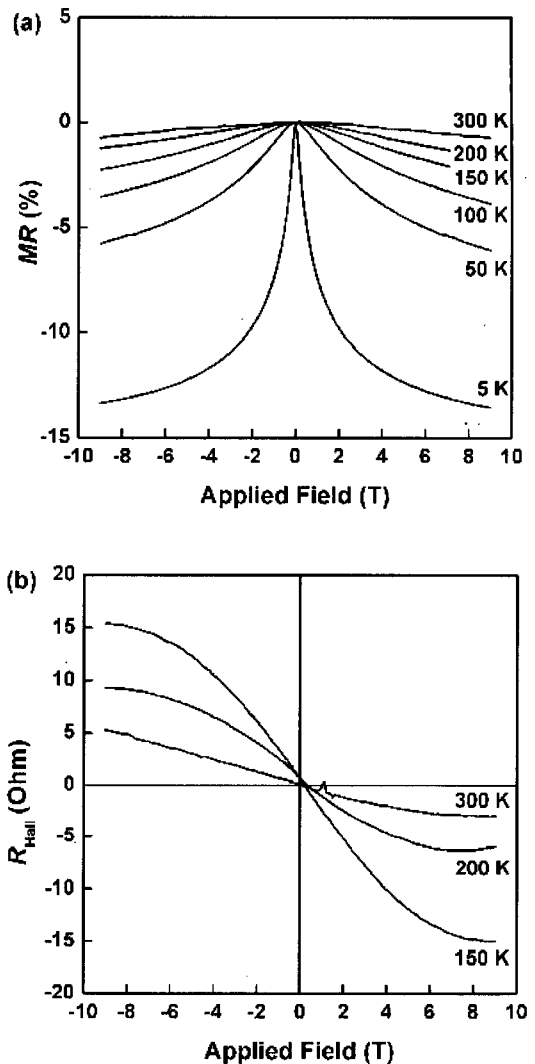 (a)
5
0
-5
-10
-15
MR (%)
300 K
200 K
150 K
100 K
50 K
5 K
-10 -8 -6 -4 -2 0 2 4 6 8 10
Applied Field (T)
(b)
20
15
10
5
0
-5
-10
-15
-20
R Hall (Ohm)
300 K
200 K
150 K
-10 -8 -6 -4 -2 0 2 4 6 8 10
Applied Field (T)